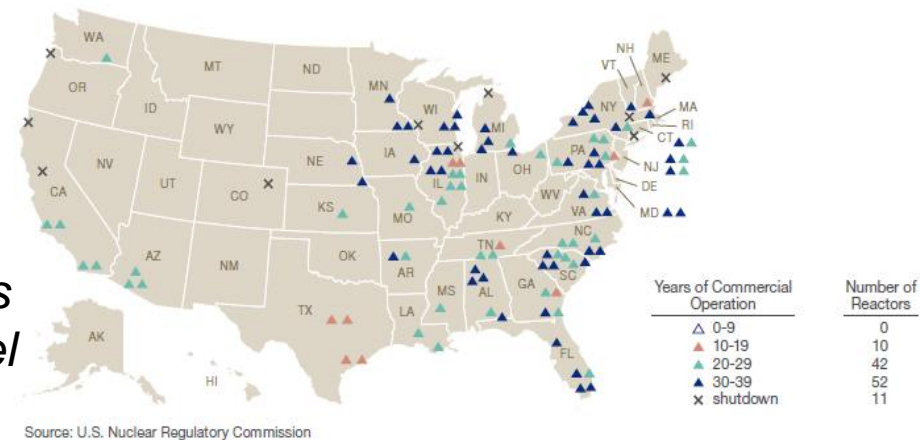 WA
MT
ND
MN
VT
NH
ME
OR
ID
WY
WI
MI
NY
MA
RI
CT
NV
UT
CO
NE
IA
IL
IN
OH
PA
NJ
DE
MD
CA
AZ
NM
KS
OK
MO
KY
WV
VA
TX
AR
LA
TN
MS
AL
GA
NC
SC
FL
AK
HI
s
el
Years of Commercial Operation
Number of Reactors
0-9 0
10-19 10
20-29 42
30-39 52
shutdown 11
Source: U.S. Nuclear Regulatory Commission